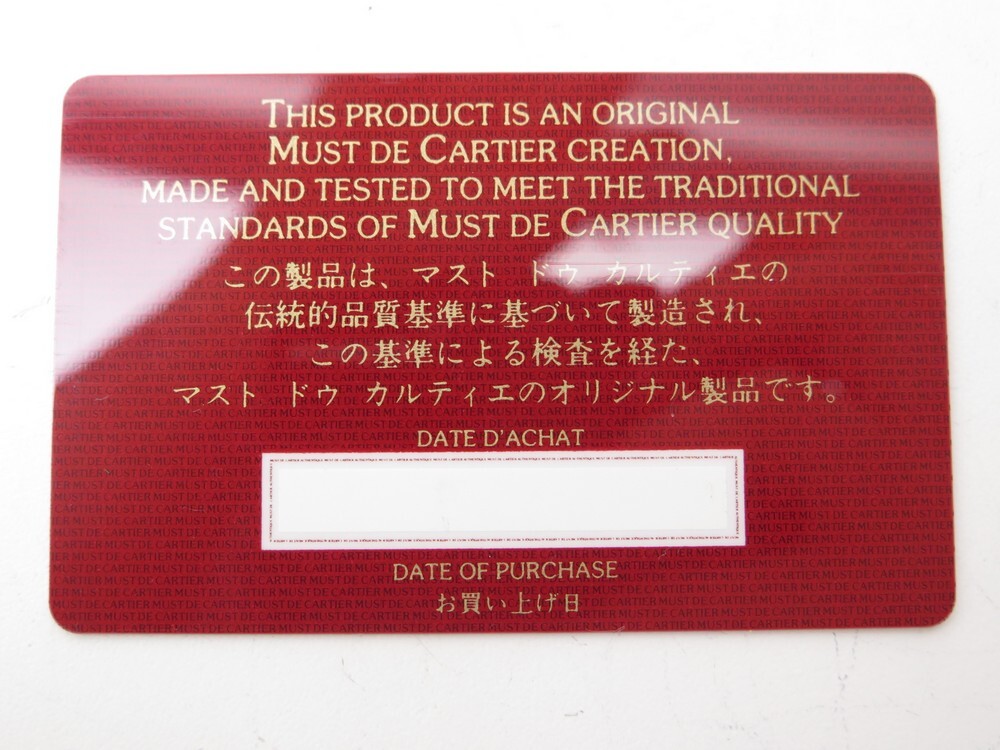 THIS PRODUCT IS AN ORIGINAL
MUST DE CARTIER CREATION,
MADE AND TESTED TO MEET THE TRADITIONAL
STANDARDS OF MUST DE CARTIER QUALITY
この製品は、マスト ドゥ カルティエの
伝統的品質基準に基づいて製造され、
この基準による検査を経た、
マスト ドゥ カルティエのオリジナル製品です。
DATE D'ACHAT
DATE OF PURCHASE
お買い上げ日